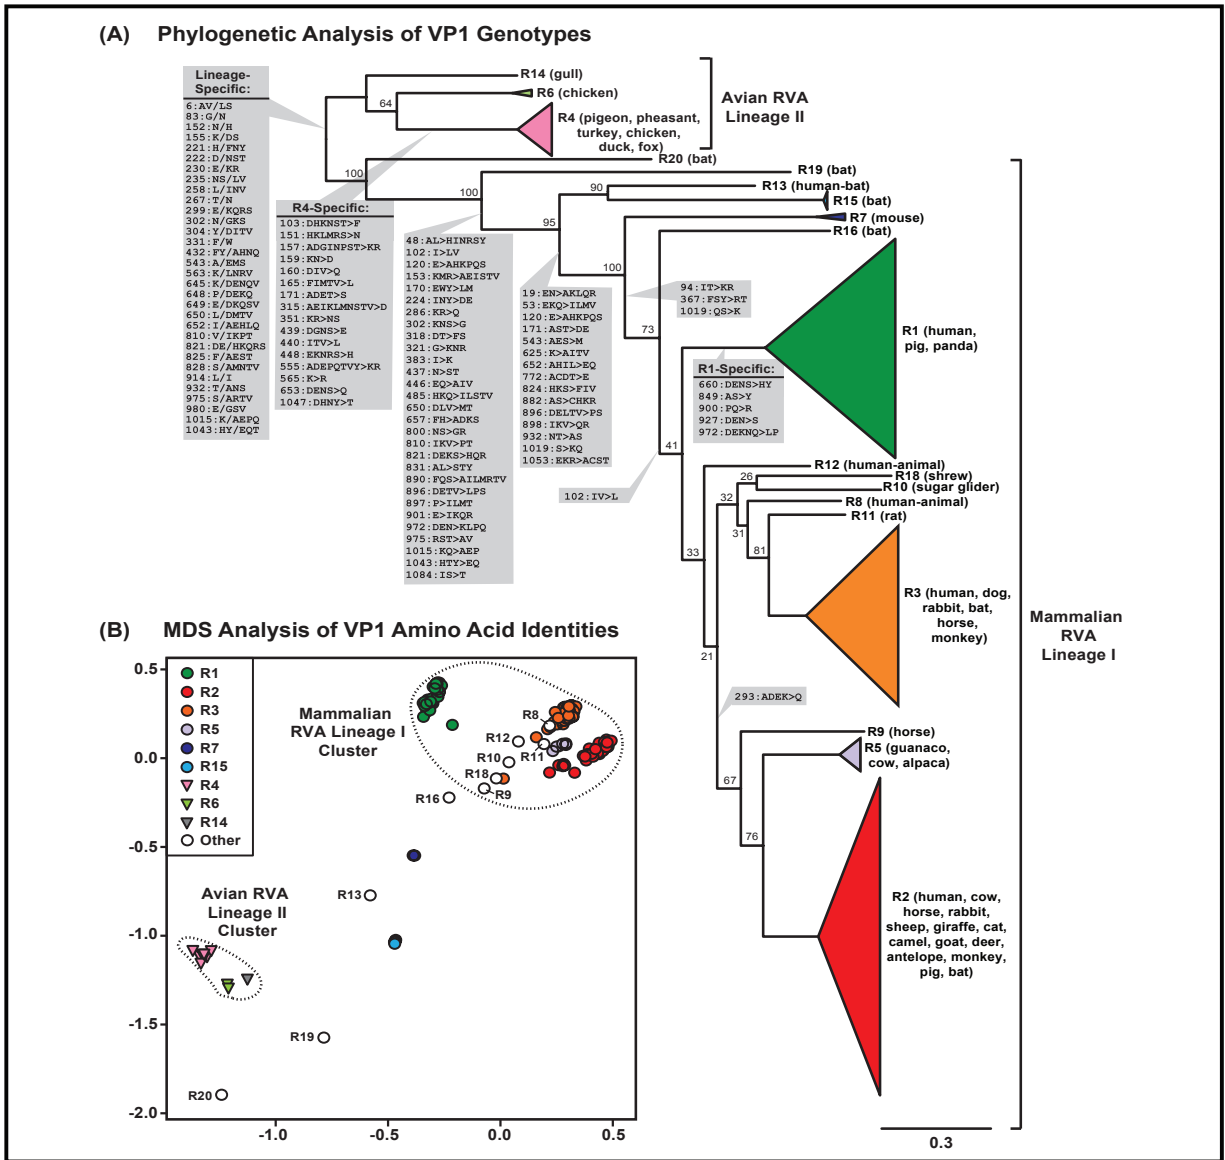 (A) Phylogenetic Analysis of VP1 Genotypes
Lineage-
Specific:
6:AV/LS
83:G/N
152:N/H
155:K/DS
221:H/FNY
222:D/NST
230:E/KR
235:NS/LV
258:L/INV
267:T/N
299:E/KQRS
302:N/GKS
304:Y/DITV
331:F/W
432:FY/AHNQ
543:A/EMS
563:K/LNRV
645:K/DENQV
648:P/DEKQ
649:E/DKQSV
650:L/DMTV
652:I/AEHLQ
810:V/IKPT
821:DE/HKQRS
825:F/AEST
828:S/AMNTV
914:L/I
932:T/ANS
975:S/ARTV
980:E/GSV
1015:K/AEPQ
1043:HY/EQT
R4-Specific:
103:DHKNST>F
151:HKLMRS>N
157:ADGINPST>KR
159:KN>D
160:DIV>Q
165:FIMTV>L
171:ADET>S
315:AEIKLMNSTV>D
351:KR>NS
439:DGNS>E
440:ITV>L
448:EKNRS>H
555:ADEPQTVY>KR
565:K>R
653:DENS>Q
1047:DHNY>T
48:AL>HINRSY
102:I>LV
120:E>AHKPQS
153:KMR>AEISTV
170:EWY>LM
224:INY>DE
286:KR>Q
302:KNS>G
318:DT>FS
321:G>KNR
383:I>K
437:N>ST
446:EQ>AIV
485:HKQ>ILSTV
650:DLV>MT
657:FH>ADKS
800:NS>GR
810:IKV>PT
821:DEKS>HQR
831:AL>STY
890:FQS>AILMRTV
896:DETV>LPS
897:P>ILMT
901:E>IKQR
972:DEN>KLPQ
975:RST>AV
1015:KQ>AEP
1043:HTY>EQ
1084:IS>T
19:EN>AKLQR
53:EKQ>ILMV
120:E>AHKPQS
171:AST>DE
543:AES>M
625:K>AITV
652:AHIL>EQ
772:ACDT>E
824:HKS>FIV
882:AS>CHKR
896:DELTV>PS
898:IKV>QR
932:NT>AS
1019:S>KQ
1053:EKR>ACST
94:IT>KR
367:FSY>RT
1019:QS>K
R1-Specific:
660:DENS>HY
849:AS>Y
900:PQ>R
927:DEN>S
972:DEKNQ>LP
102:IV>L
293:ADEK>Q
64
100
100
95
90
100
73
41
33
21
32
26
31
81
67
76
R14 (gull)
R6 (chicken)
R4 (pigeon, pheasant,
turkey, chicken,
duck, fox)
Avian RVA
Lineage II
R20 (bat)
R19 (bat)
R13 (human-bat)
R15 (bat)
R7 (mouse)
R16 (bat)
R1 (human,
pig, panda)
R12 (human-animal)
R18 (shrew)
R10 (sugar glider)
R8 (human-animal)
R11 (rat)
R3 (human, dog,
rabbit, bat,
horse,
monkey)
Mammalian
RVA
Lineage I
R9 (horse)
R5 (guanaco,
cow, alpaca)
R2 (human, cow,
horse, rabbit,
sheep, giraffe, cat,
camel, goat, deer,
antelope, monkey,
pig, bat)
0.3
(B) MDS Analysis of VP1 Amino Acid Identities
0.5
0.0
-0.5
-1.0
-1.5
-2.0
R1
R2
R3
R5
R7
R15
R4
R6
R14
Other
Mammalian
RVA Lineage I
Cluster
R8
R12
R11
R10
R18
R9
R16
R13
Avian RVA
Lineage II
Cluster
R19
R20
-1.0
-0.5
0.0
0.5